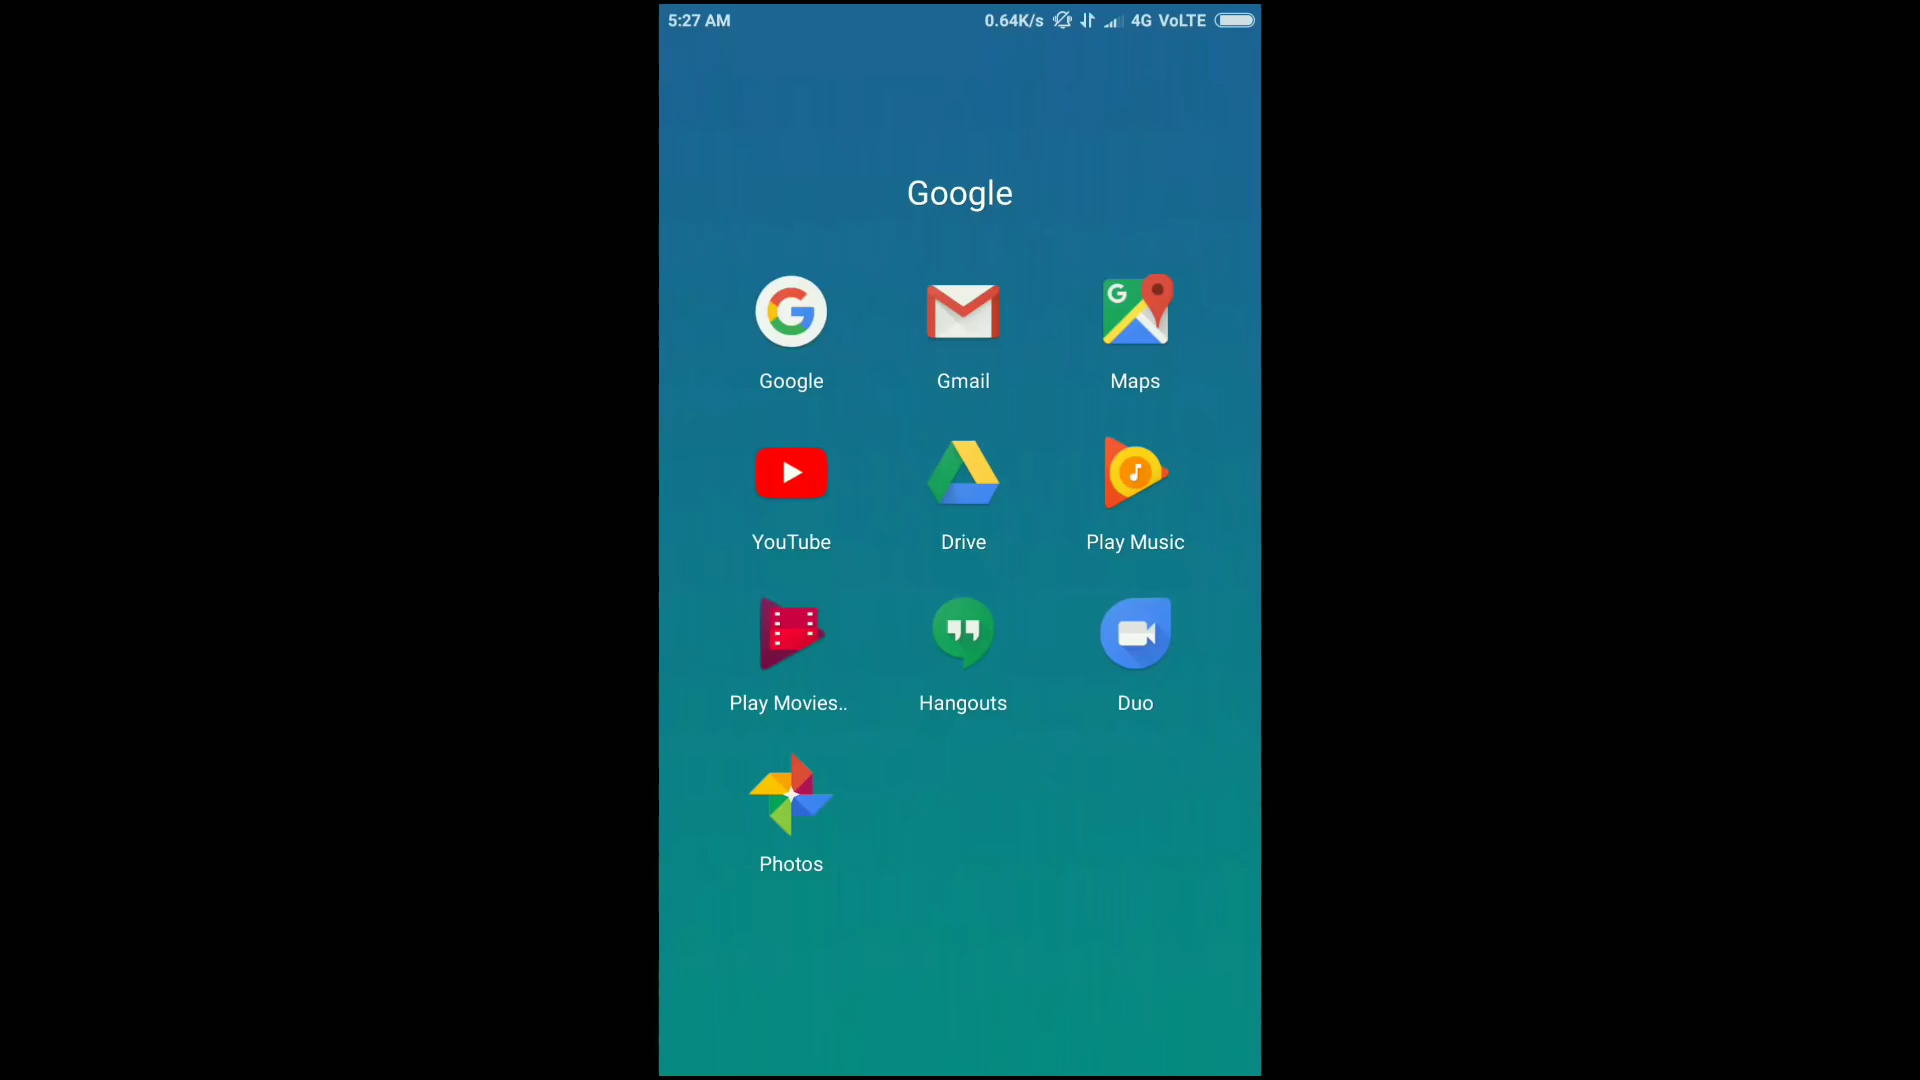 5:27 AM 0.64K/s 4G VoLTE
Google
Google Gmail Maps
YouTube Drive Play Music
Play Movies.. Hangouts Duo
Photos